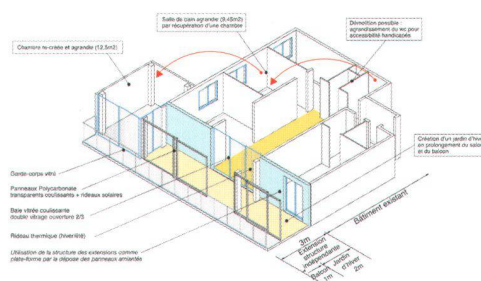 Salle de bain agrandie (9,45m2)
par récupération d'une chambre
Démolition possible :
agrandissement du wc pour
accessibilité handicapés
Chambre re-créée et agrandie (12,5m2)
Création d'un jardin d'hiver
en prolongement du salon
et du balcon
Garde-corps vitré
Panneaux Polycarbonate
transparents coulissants + rideaux solaires
Baie vitrée coulissante
double vitrage ouverture 2/3
Rideau thermique (hiver/été)
Utilisation de la structure des extensions comme
plate-forme par la dépose des panneaux amiantés
Bâtiment existant
3m
Extension
structure
indépendante
Balcon
1m
Jardin
d'hiver
2m